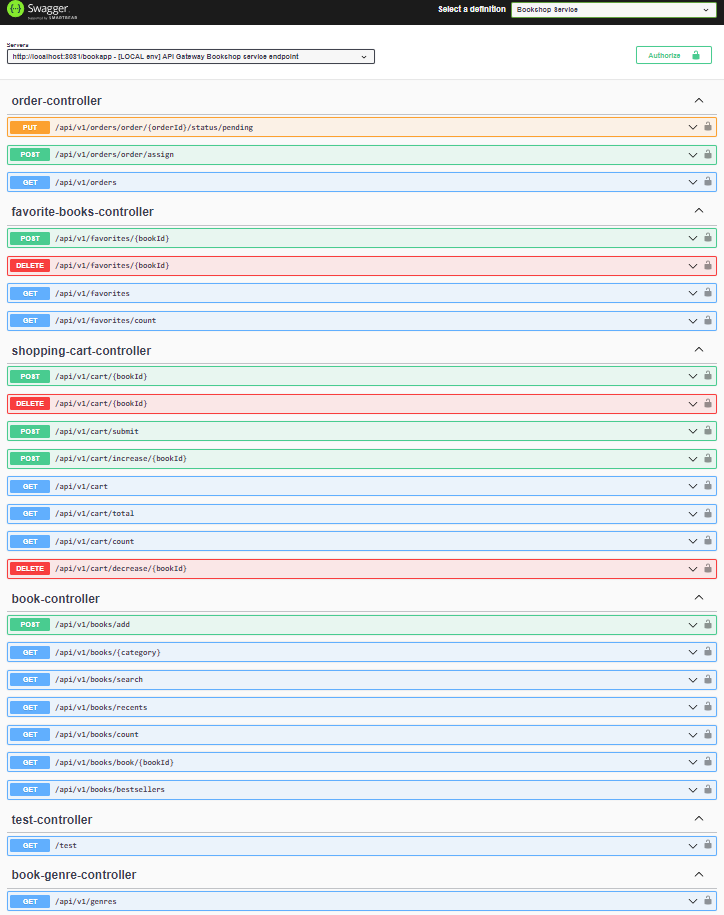 Swagger
Supported by SMARTBEAR
Select a definition
Bookshop Service
Servers
http://localhost:8081/bookapp - [LOCAL env] API Gateway Bookshop service endpoint
Authorize
order-controller
PUT /api/v1/orders/order/{orderId}/status/pending
POST /api/v1/orders/order/assign
GET /api/v1/orders
favorite-books-controller
POST /api/v1/favorites/{bookId}
DELETE /api/v1/favorites/{bookId}
GET /api/v1/favorites
GET /api/v1/favorites/count
shopping-cart-controller
POST /api/v1/cart/{bookId}
DELETE /api/v1/cart/{bookId}
POST /api/v1/cart/submit
POST /api/v1/cart/increase/{bookId}
GET /api/v1/cart
GET /api/v1/cart/total
GET /api/v1/cart/count
DELETE /api/v1/cart/decrease/{bookId}
book-controller
POST /api/v1/books/add
GET /api/v1/books/{category}
GET /api/v1/books/search
GET /api/v1/books/recents
GET /api/v1/books/count
GET /api/v1/books/book/{bookId}
GET /api/v1/books/bestsellers
test-controller
GET /test
book-genre-controller
GET /api/v1/genres